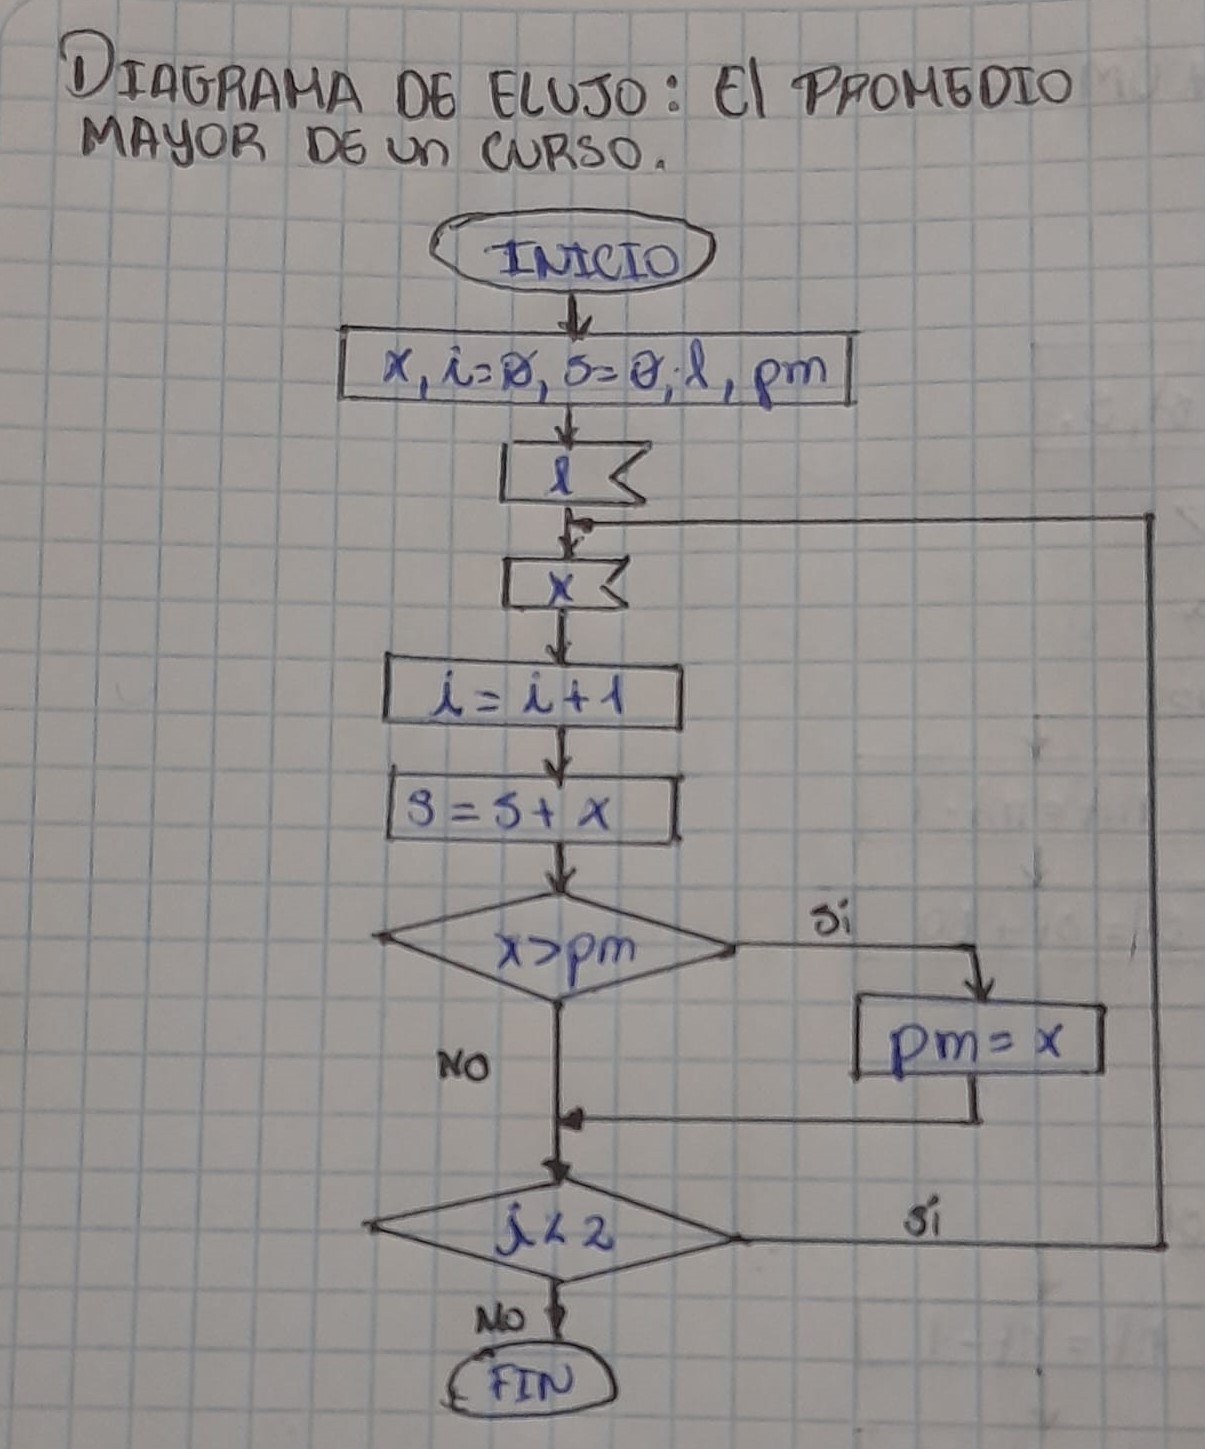 DIAGRAMA DE FLUJO: El PROMEDIO
MAYOR DE un CURSO.
INICIO
x, i=0, s=0, l, pm
l
x
i = i + 1
s = s + x
x>pm
Si
pm = x
NO
i < 2
Si
NO
FIN